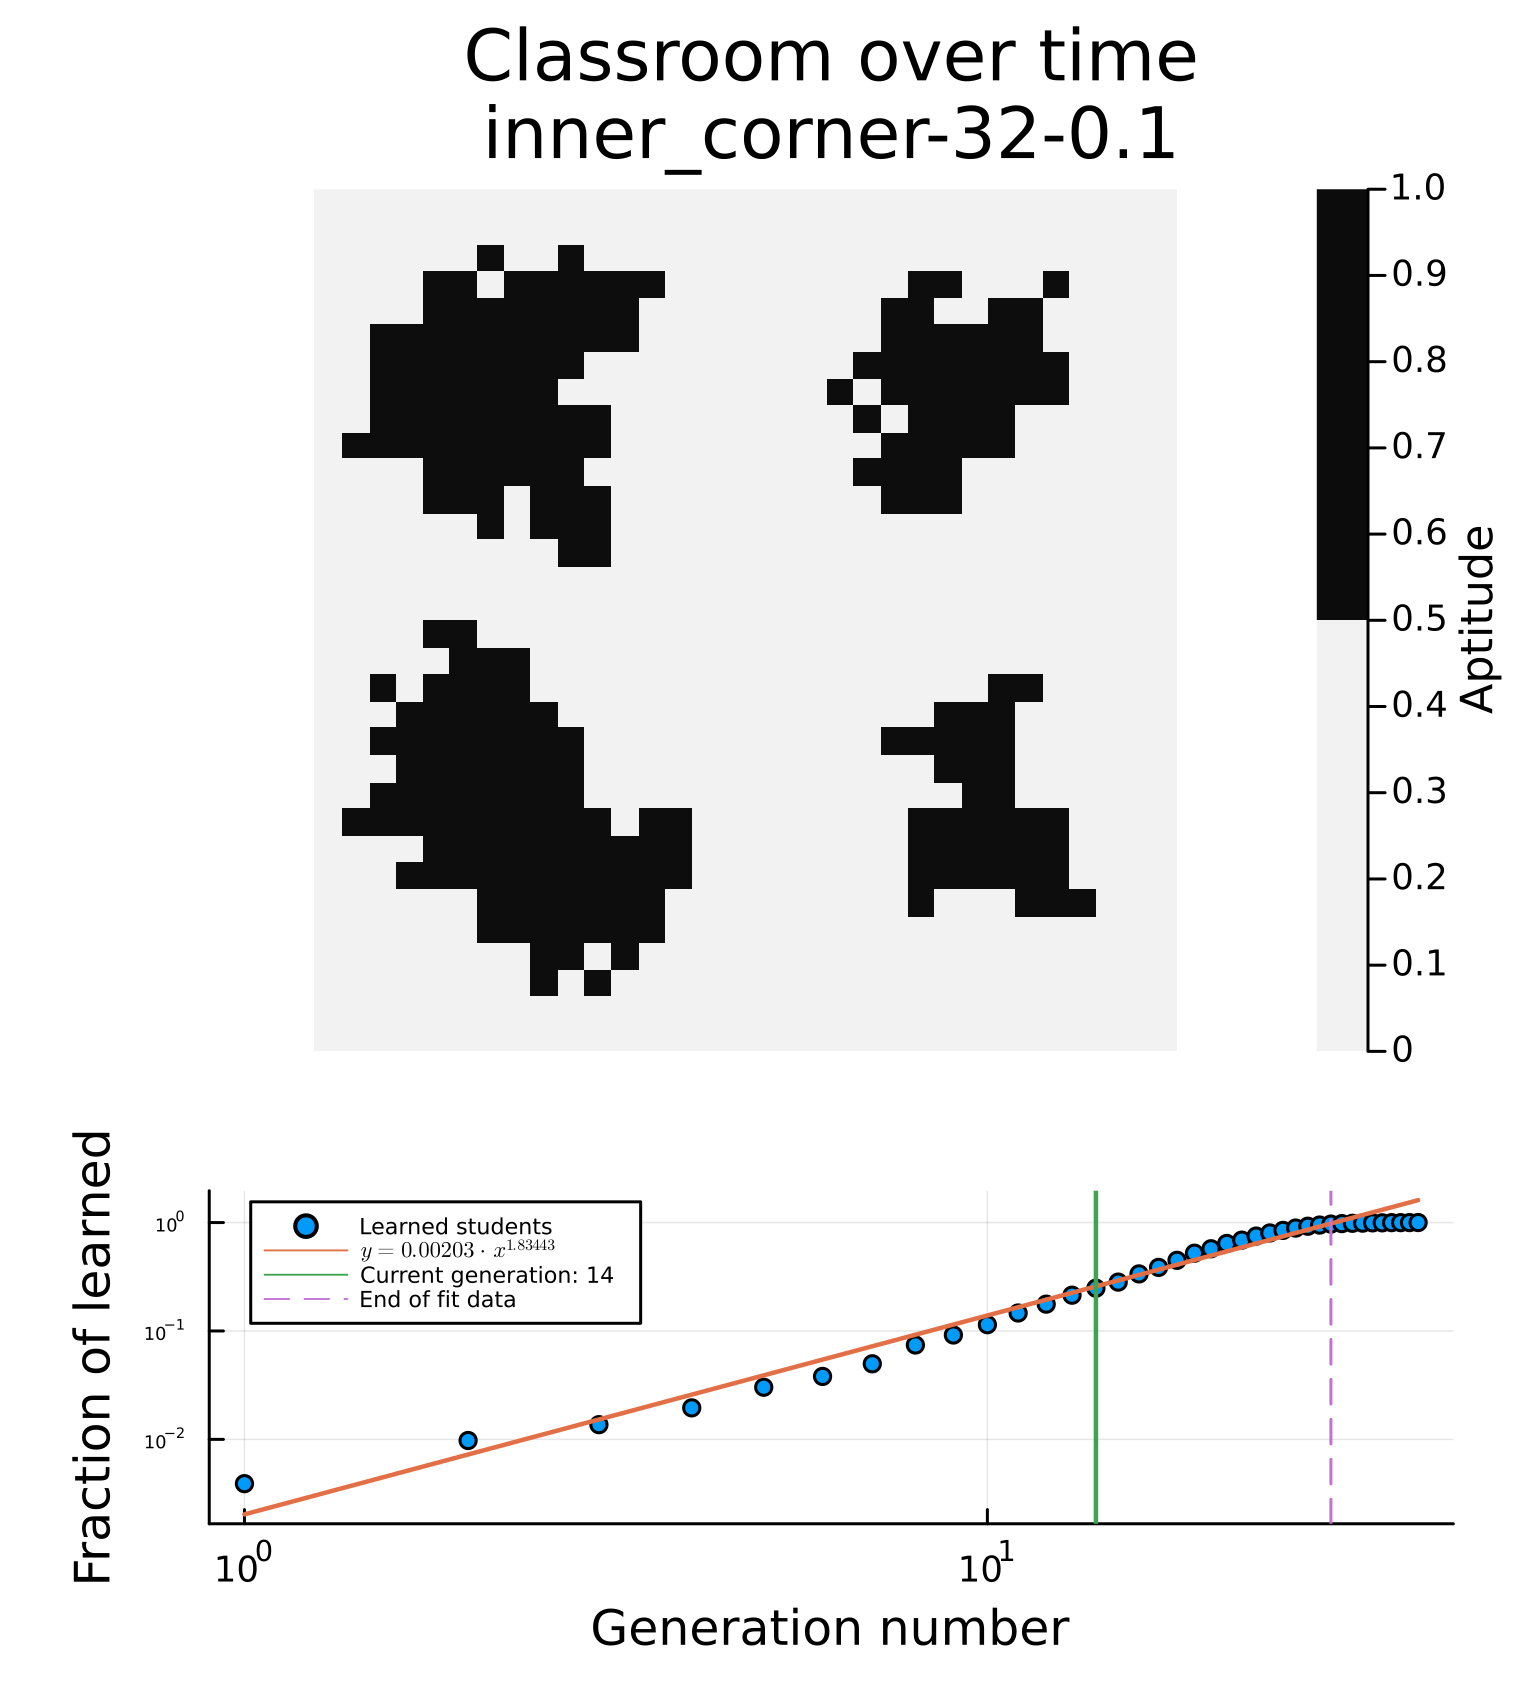 Classroom over time
inner_corner-32-0.1
1.0
0.9
0.8
0.7
0.6
0.5
0.4
0.3
0.2
0.1
0
Aptitude
Fraction of learned
10^0
10^-1
10^-2
Learned students
y = 0.00203 · x^1.83443
Current generation: 14
End of fit data
10^0
10^1
Generation number